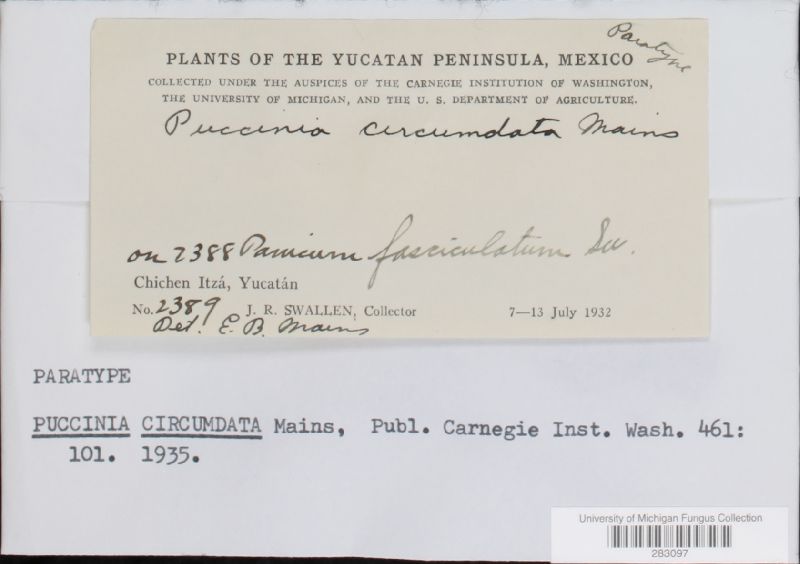 Paratype
PLANTS OF THE YUCATAN PENINSULA, MEXICO
COLLECTED UNDER THE AUSPICES OF THE CARNEGIE INSTITUTION OF WASHINGTON,
THE UNIVERSITY OF MICHIGAN, AND THE U. S. DEPARTMENT OF AGRICULTURE.
Puccinia circumdata Mains
on 2388 Panicum fasciculatum Sw.
Chichen Itzá, Yucatán
No. 2389 J. R. SWALLEN, Collector 7—13 July 1932
Det. E. B. Mains
PARATYPE
PUCCINIA CIRCUMDATA Mains, Publ. Carnegie Inst. Wash. 461:
101. 1935.
University of Michigan Fungus Collection
283097